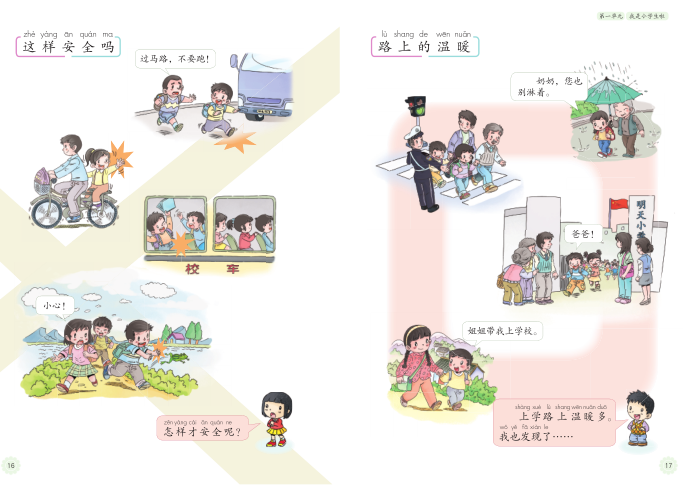 zhè yàng ān quán ma
这样安全吗
过马路，不要跑！
校 车
小心！
zěn yàng cái ān quán ne
怎样才安全呢？
16
第一单元 我是小学生啦
lù shang de wēn nuǎn
路上的温暖
奶奶，您也
别淋着。
明天小
爸爸！
姐姐带我上学校。
shàng xué lù shang wēn nuǎn duō
上学路上温暖多。
wǒ yě fā xiàn le
我也发现了……
17